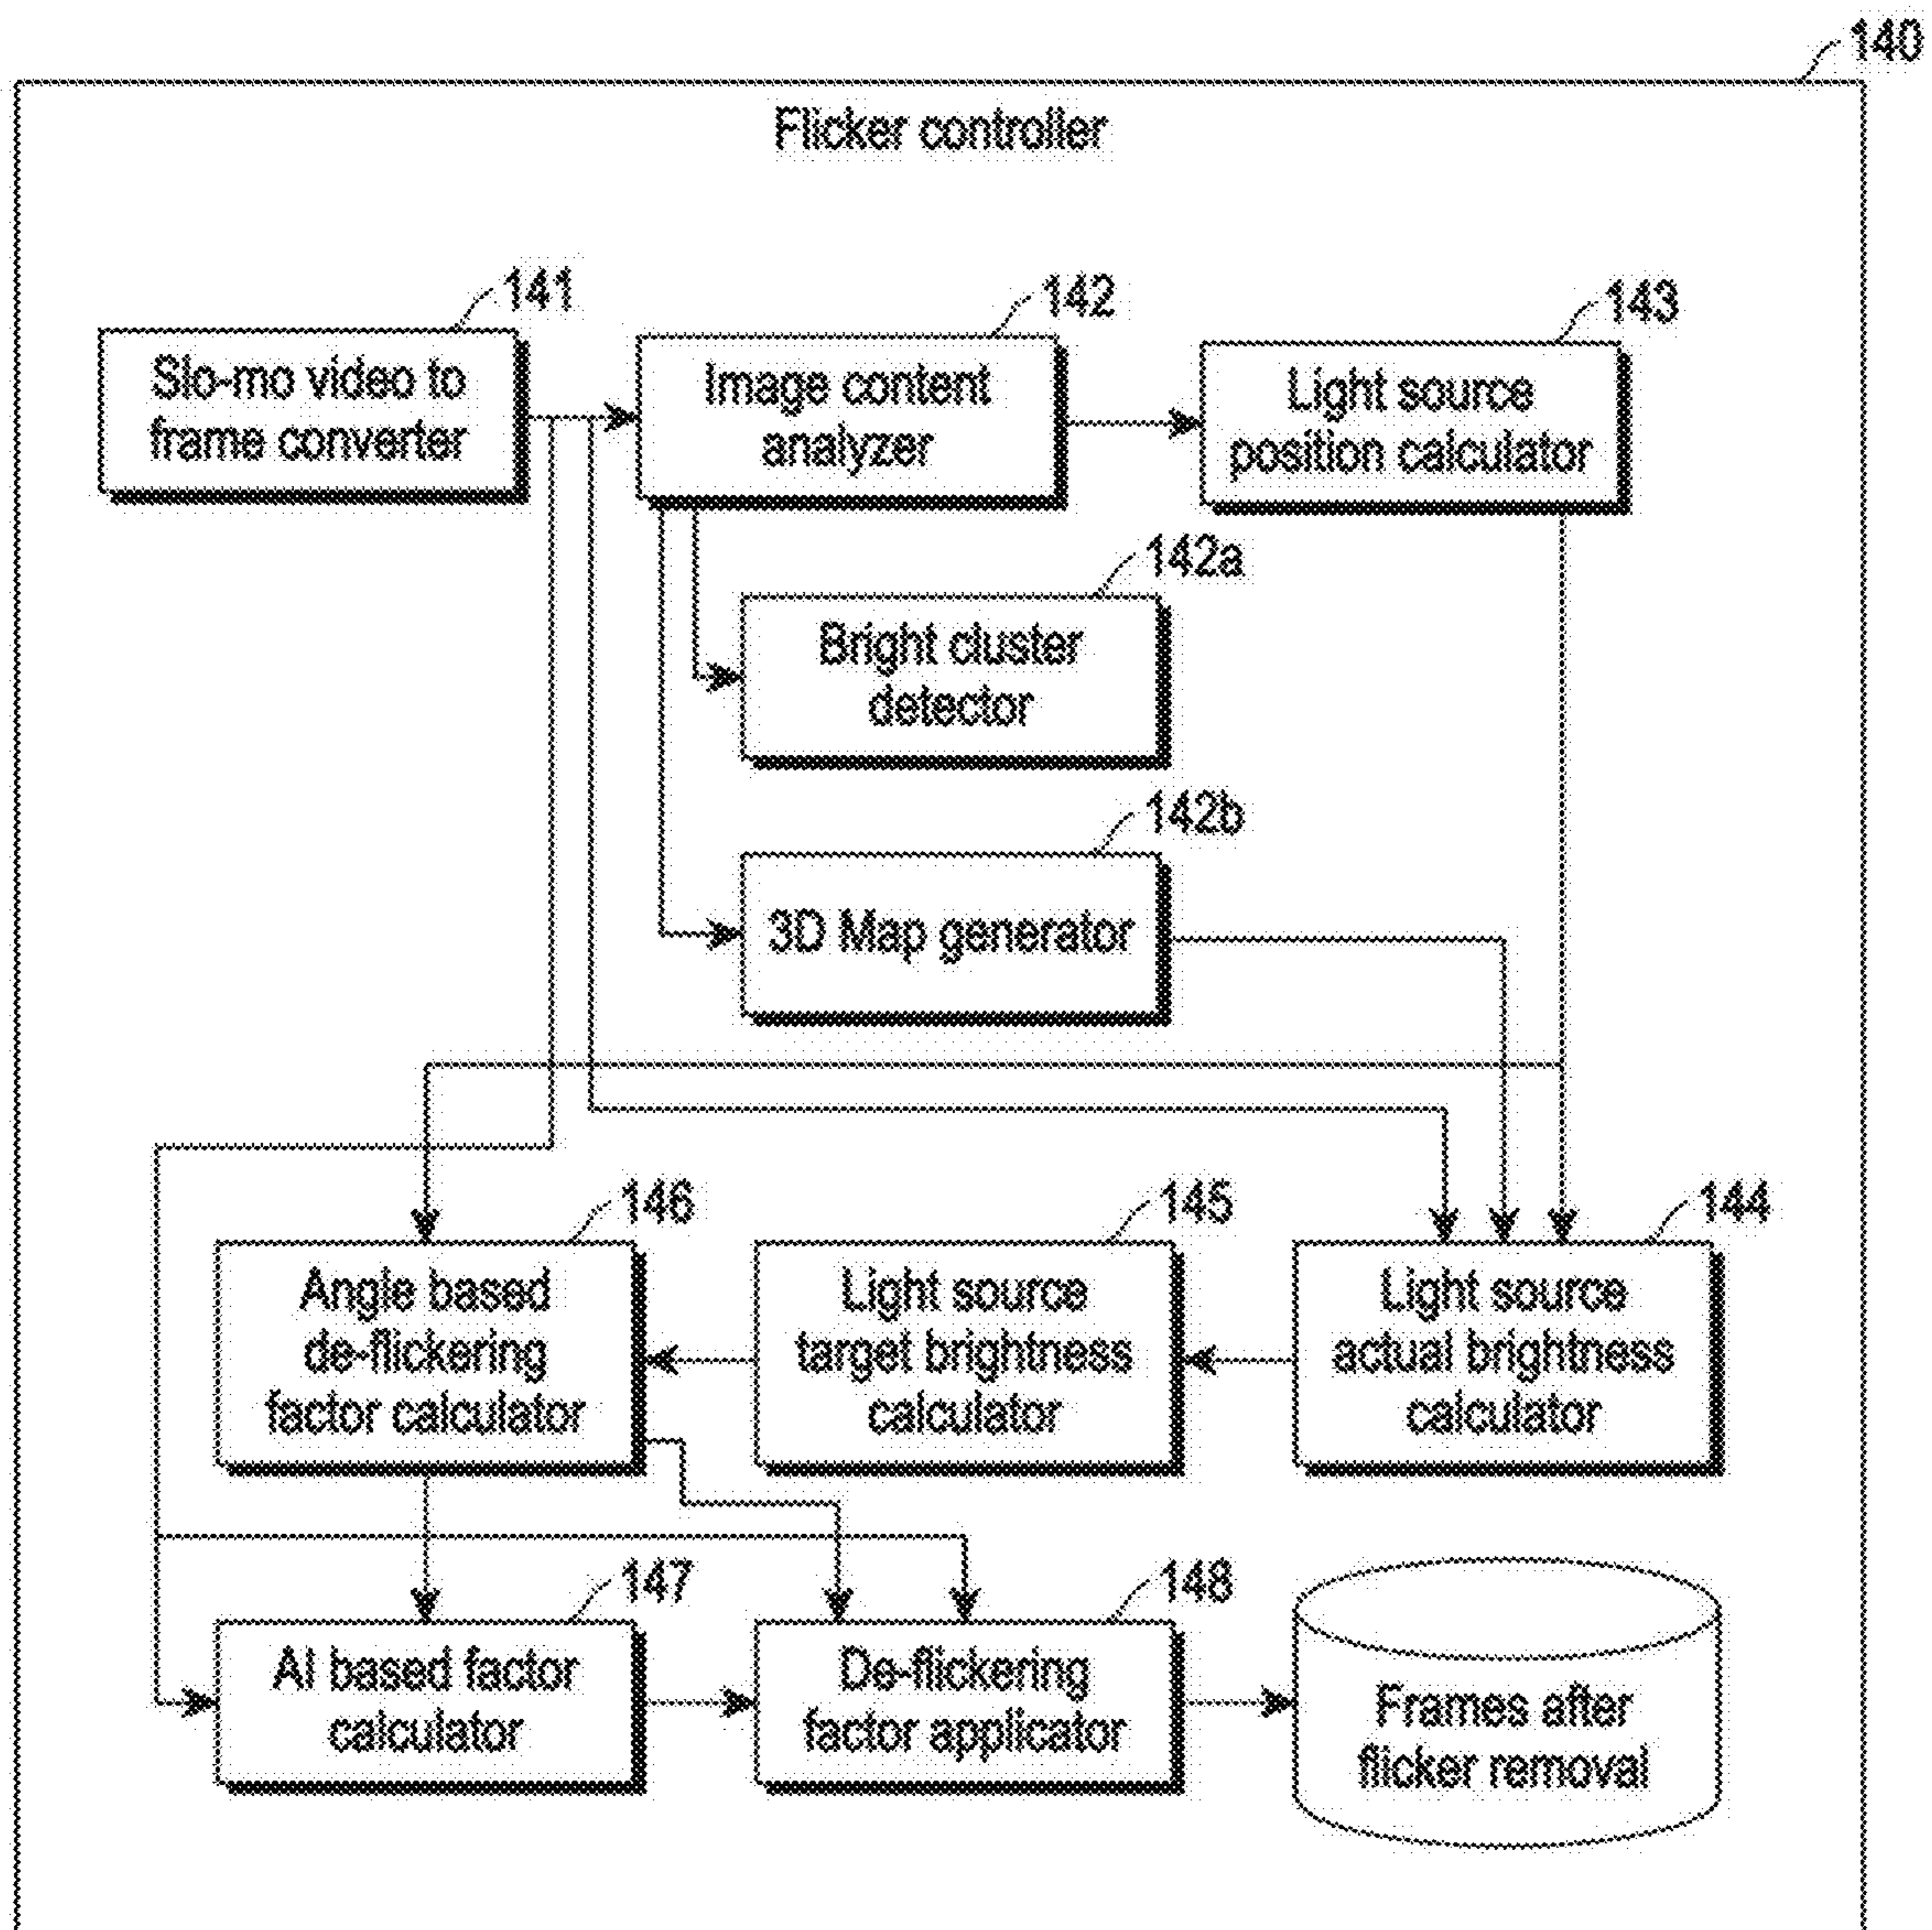 140
Flicker controller
141
Slo-mo video to
frame converter
142
Image content
analyzer
143
Light source
position calculator
142a
Bright cluster
detector
142b
3D Map generator
146
Angle based
de-flickering
factor calculator
145
Light source
target brightness
calculator
144
Light source
actual brightness
calculator
147
AI based factor
calculator
148
De-flickering
factor applicator
Frames after
flicker removal